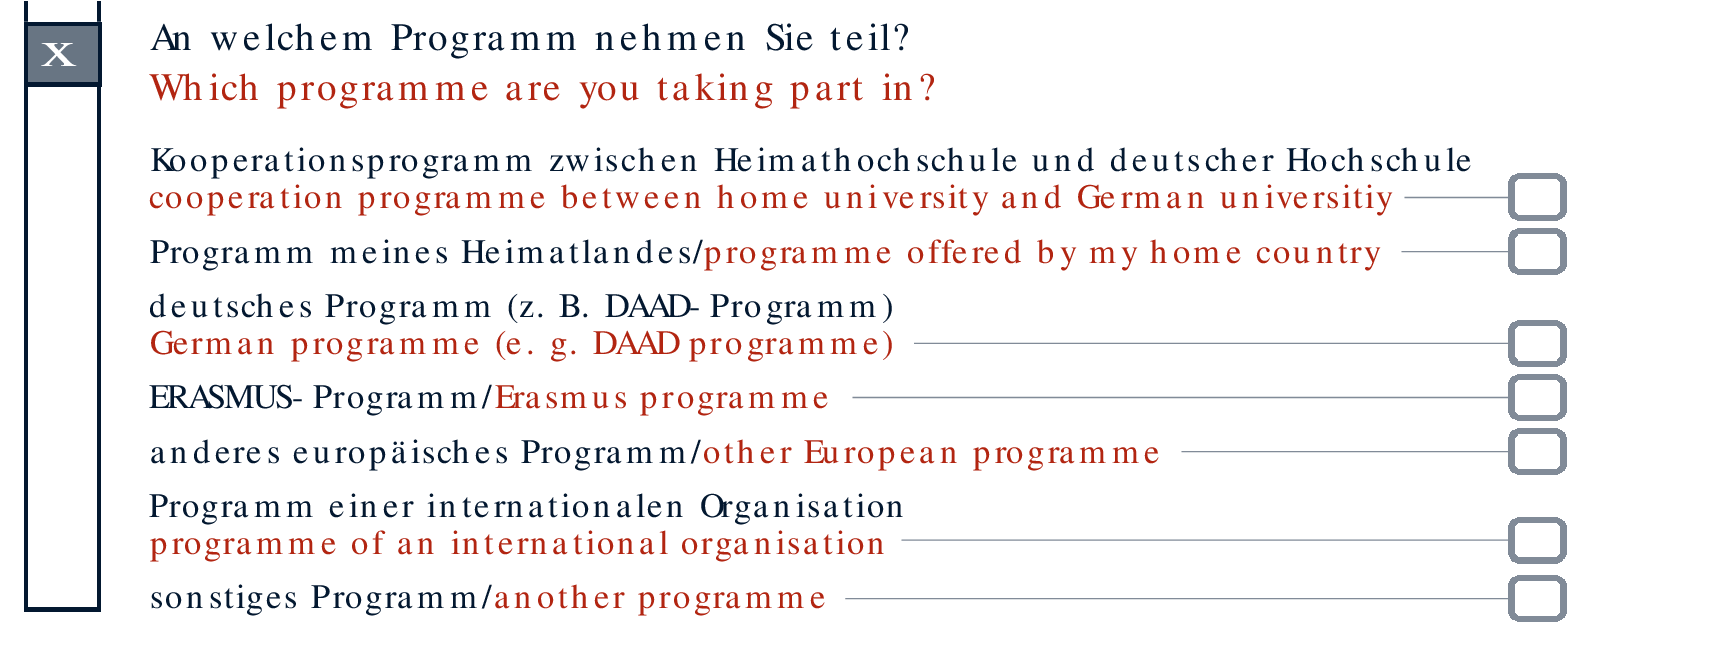 x
An welchem Programm nehmen Sie teil?
Which programme are you taking part in?
Kooperationsprogramm zwischen Heimathochschule und deutscher Hochschule
cooperation programme between home university and German universitiy
Programm meines Heimatlandes/programme offered by my home country
deutsches Programm (z. B. DAAD- Programm)
German programme (e. g. DAAD programme)
ERASMUS- Programm/Erasmus programme
anderes europäisches Programm/other European programme
Programm einer internationalen Organisation
programme of an international organisation
sonstiges Programm/another programme